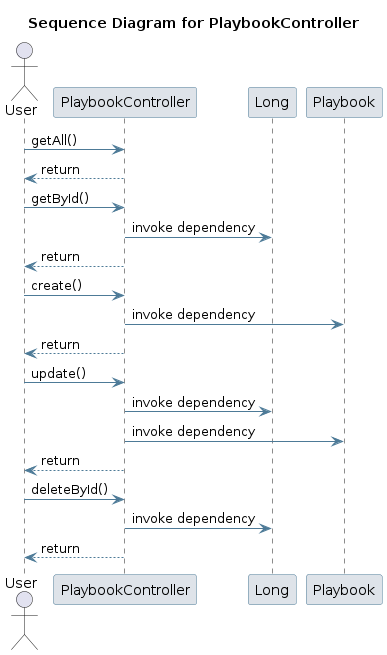 Sequence Diagram for PlaybookController
User
PlaybookController
Long
Playbook
getAll()
return
getById()
invoke dependency
return
create()
invoke dependency
return
update()
invoke dependency
invoke dependency
return
deleteById()
invoke dependency
return
User
PlaybookController
Long
Playbook